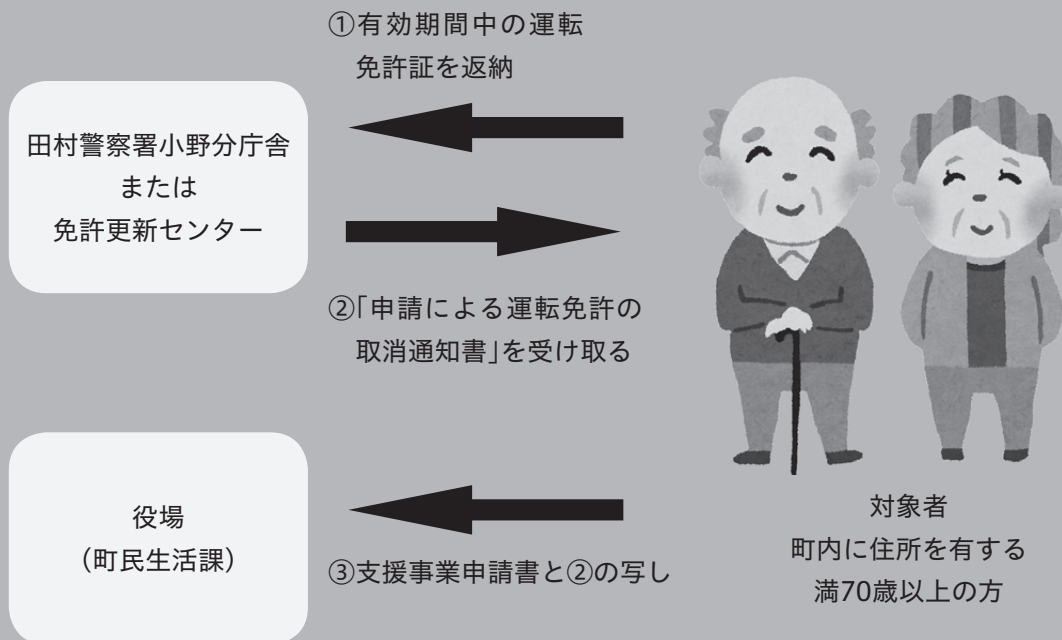 ①有効期間中の運転
免許証を返納
田村警察署小野分庁舎
または
免許更新センター
②「申請による運転免許の
取消通知書」を受け取る
役場
（町民生活課）
③支援事業申請書と②の写し
対象者
町内に住所を有する
満70歳以上の方